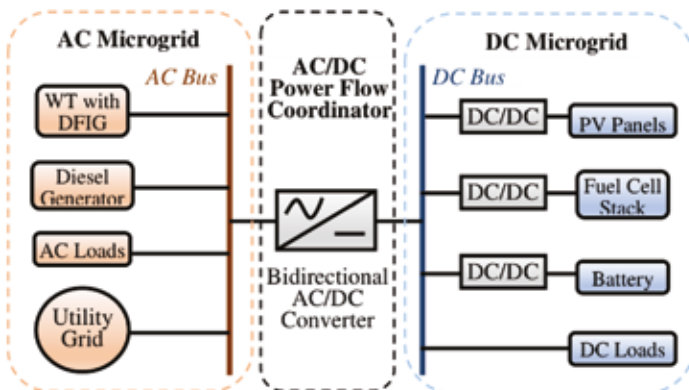 AC Microgrid
AC Bus
WT with
DFIG
Diesel
Generator
AC Loads
Utility
Grid
AC/DC
Power Flow
Coordinator
Bidirectional
AC/DC
Converter
DC Microgrid
DC Bus
DC/DC
PV Panels
DC/DC
Fuel Cell
Stack
DC/DC
Battery
DC Loads